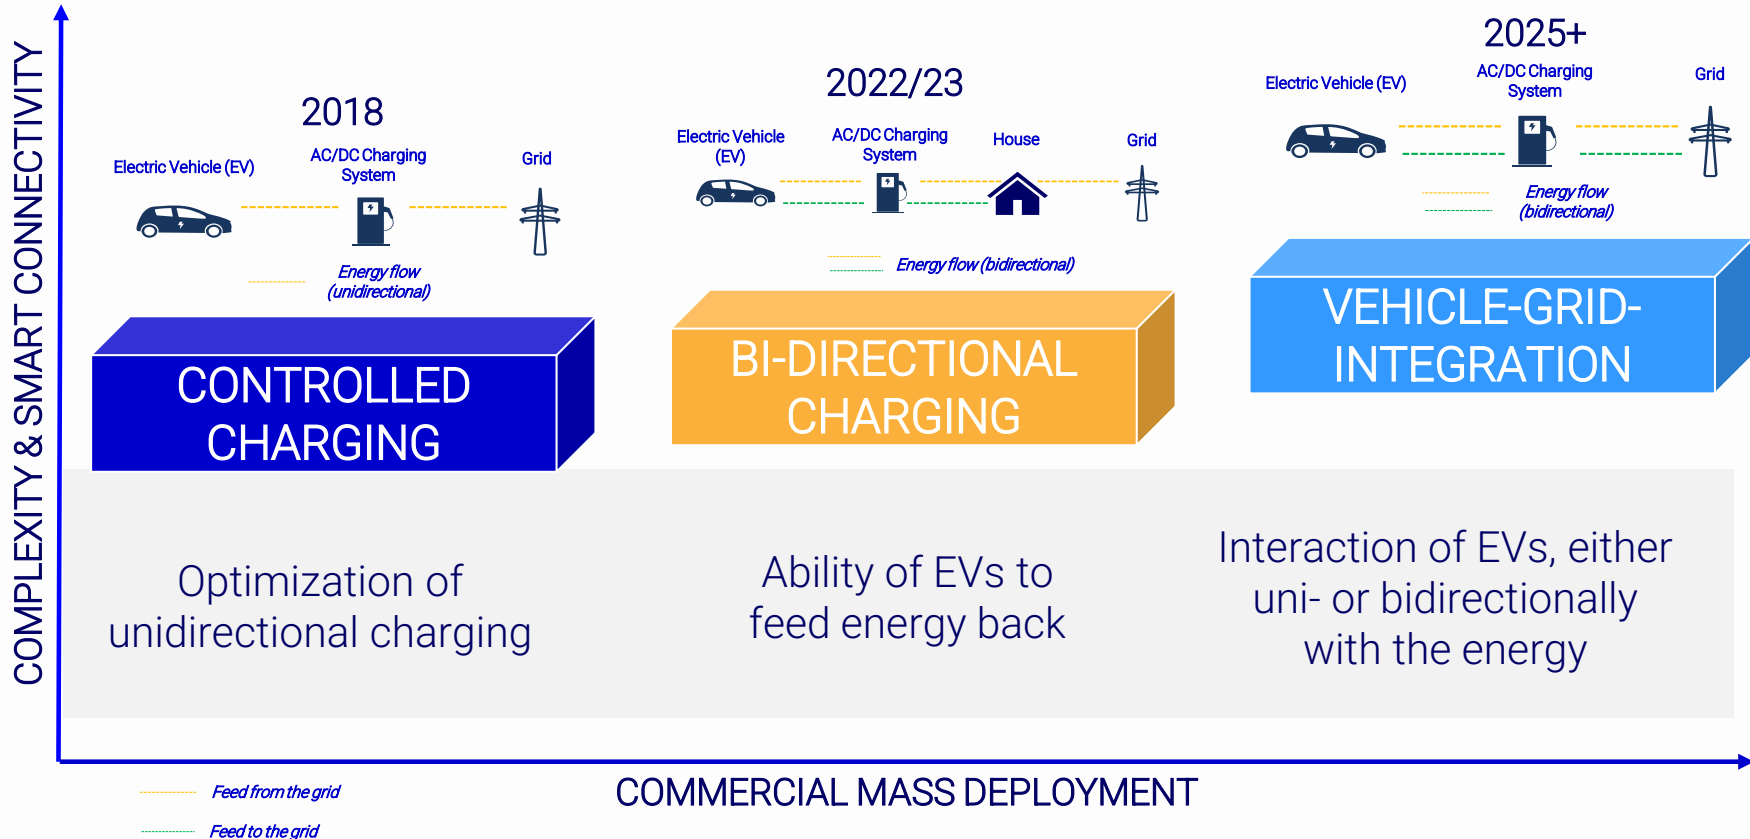 COMPLEXITY & SMART CONNECTIVITY
2018
Electric Vehicle (EV)
AC/DC Charging
System
Grid
Energy flow
(unidirectional)
CONTROLLED
CHARGING
Optimization of
unidirectional charging
2022/23
Electric Vehicle
(EV)
AC/DC Charging
System
House
Grid
Energy flow (bidirectional)
BI-DIRECTIONAL
CHARGING
Ability of EVs to
feed energy back
2025+
Electric Vehicle (EV)
AC/DC Charging
System
Grid
Energy flow
(bidirectional)
VEHICLE-GRID-
INTEGRATION
Interaction of EVs, either
uni- or bidirectionally
with the energy
COMMERCIAL MASS DEPLOYMENT
Feed from the grid
Feed to the grid